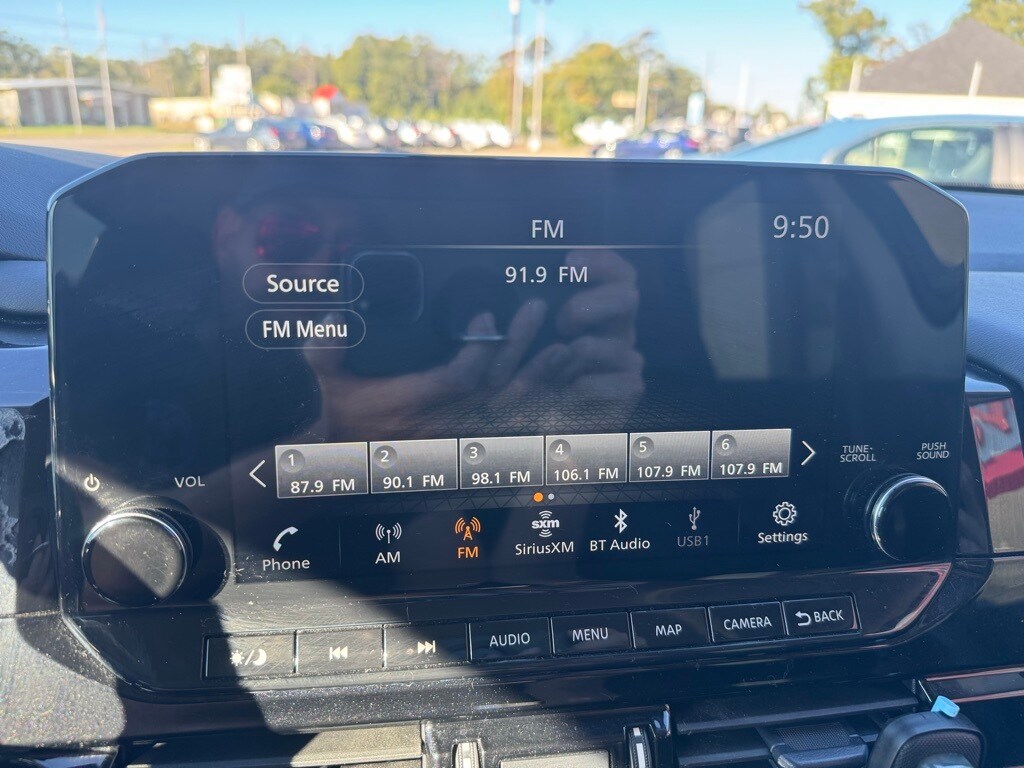 FM
9:50
Source
91.9 FM
FM Menu
1 87.9 FM
2 90.1 FM
3 98.1 FM
4 106.1 FM
5 107.9 FM
6 107.9 FM
VOL
TUNE-
SCROLL
PUSH
SOUND
Phone
AM
FM
sxm
SiriusXM
BT Audio
USB1
Settings
AUDIO
MENU
MAP
CAMERA
BACK